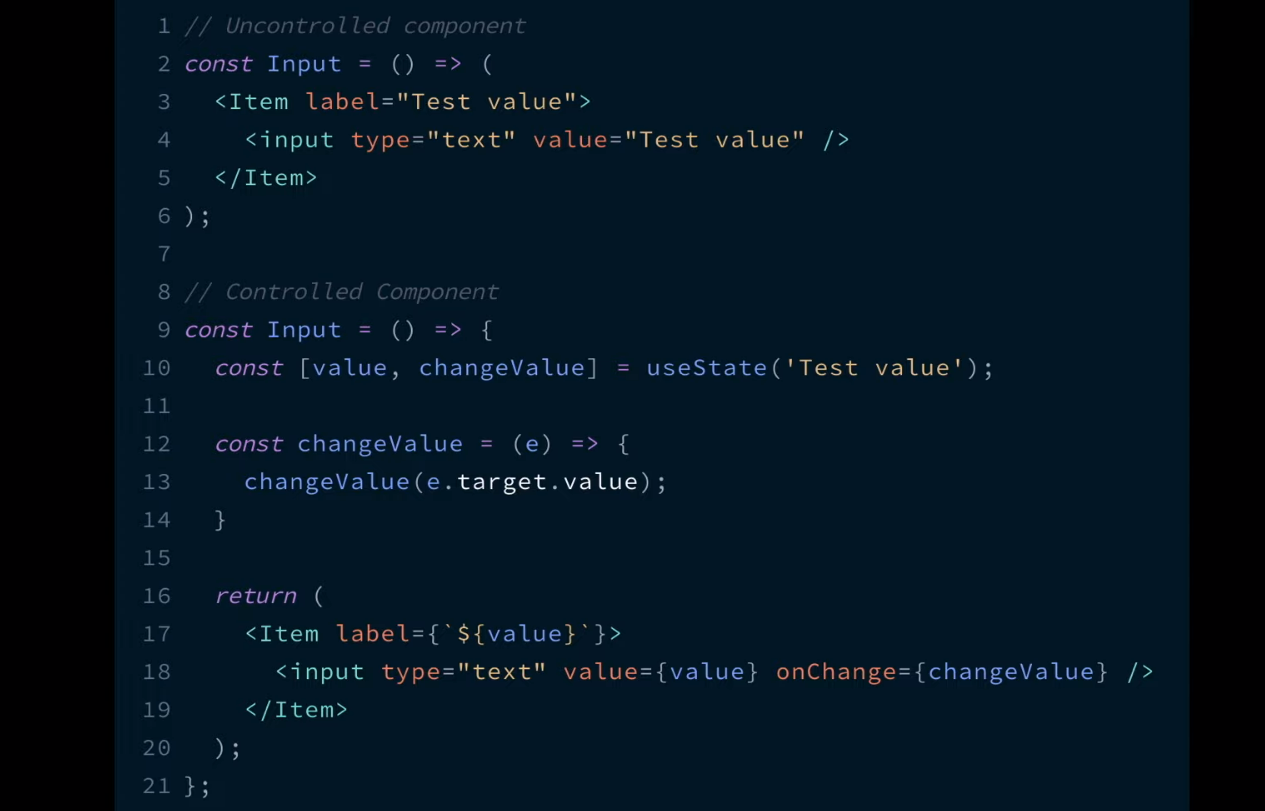 1 // Uncontrolled component
2 const Input = () => (
3   <Item label="Test value">
4     <input type="text" value="Test value" />
5   </Item>
6 );
7
8 // Controlled Component
9 const Input = () => {
10   const [value, changeValue] = useState('Test value');
11
12   const changeValue = (e) => {
13     changeValue(e.target.value);
14   }
15
16   return (
17     <Item label={`${value}`}>
18       <input type="text" value={value} onChange={changeValue} />
19     </Item>
20   );
21 };